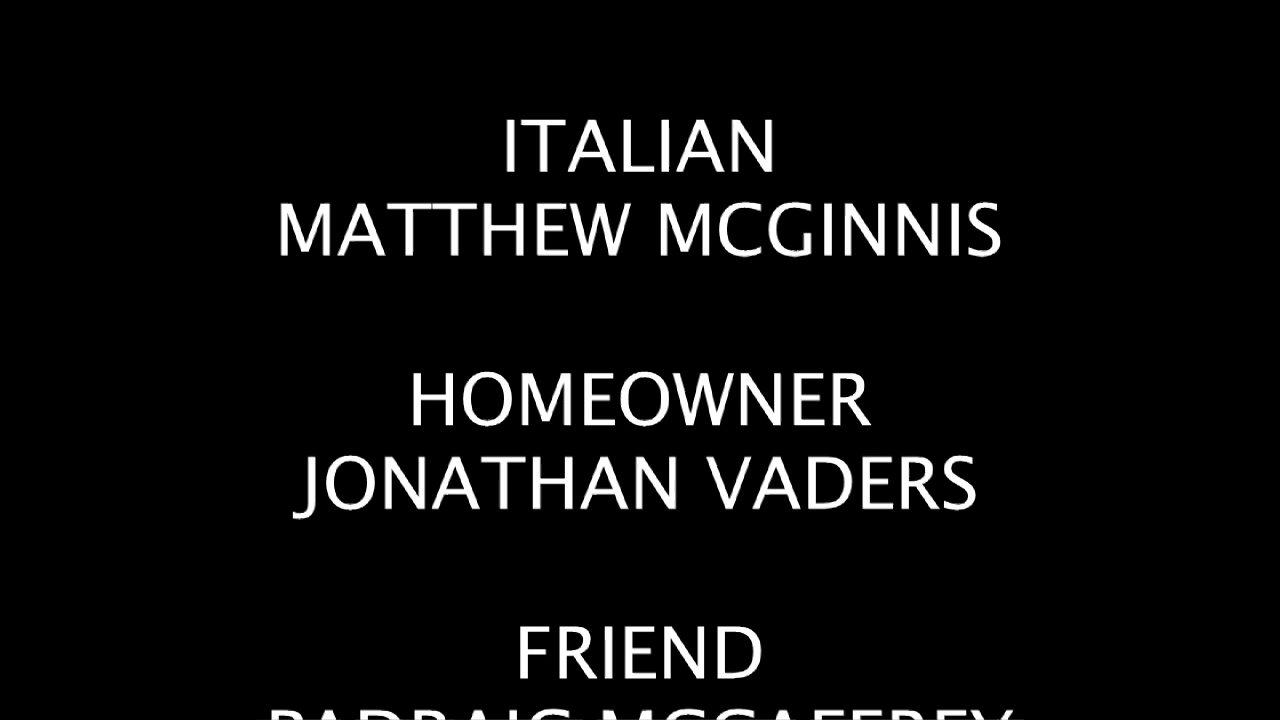 ITALIAN
MATTHEW MCGINNIS
HOMEOWNER
JONATHAN VADERS
FRIEND